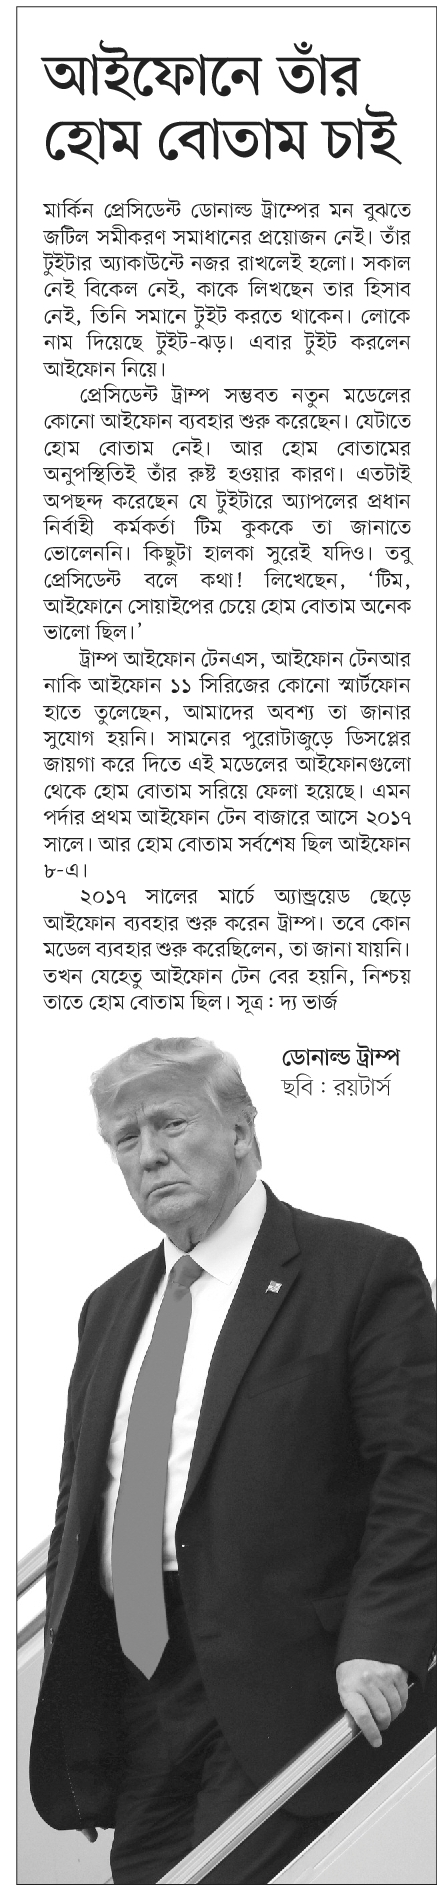 আইফোনে তাঁর
হোম বোতাম চাই
মার্কিন প্রেসিডেন্ট ডোনাল্ড ট্রাম্পের মন বুঝতে
জটিল সমীকরণ সমাধানের প্রয়োজন নেই। তাঁর
টুইটার অ্যাকাউন্টে নজর রাখলেই হলো। সকাল
নেই বিকেল নেই, কাকে লিখছেন তার হিসাব
নেই, তিনি সমানে টুইট করতে থাকেন। লোকে
নাম দিয়েছে টুইট-ঝড়। এবার টুইট করলেন
আইফোন নিয়ে।
প্রেসিডেন্ট ট্রাম্প সম্ভবত নতুন মডেলের
কোনো আইফোন ব্যবহার শুরু করেছেন। যেটাতে
হোম বোতাম নেই। আর হোম বোতামের
অনুপস্থিতিই তাঁর রুষ্ট হওয়ার কারণ। এতটাই
অপছন্দ করেছেন যে টুইটারে অ্যাপলের প্রধান
নির্বাহী কর্মকর্তা টিম কুককে তা জানাতে
ভোলেননি। কিছুটা হালকা সুরেই যদিও। তবু
প্রেসিডেন্ট বলে কথা! লিখেছেন, ‘টিম,
আইফোনে সোয়াইপের চেয়ে হোম বোতাম অনেক
ভালো ছিল।’
ট্রাম্প আইফোন টেনএস, আইফোন টেনআর
নাকি আইফোন ১১ সিরিজের কোনো স্মার্টফোন
হাতে তুলেছেন, আমাদের অবশ্য তা জানার
সুযোগ হয়নি। সামনের পুরোটাজুড়ে ডিসপ্লের
জায়গা করে দিতে এই মডেলের আইফোনগুলো
থেকে হোম বোতাম সরিয়ে ফেলা হয়েছে। এমন
পর্দার প্রথম আইফোন টেন বাজারে আসে ২০১৭
সালে। আর হোম বোতাম সর্বশেষ ছিল আইফোন
৮-এ।
২০১৭ সালের মার্চে অ্যান্ড্রয়েড ছেড়ে
আইফোন ব্যবহার শুরু করেন ট্রাম্প। তবে কোন
মডেল ব্যবহার শুরু করেছিলেন, তা জানা যায়নি।
তখন যেহেতু আইফোন টেন বের হয়নি, নিশ্চয়
তাতে হোম বোতাম ছিল। সূত্র : দ্য ভার্জ
ডোনাল্ড ট্রাম্প
ছবি : রয়টার্স